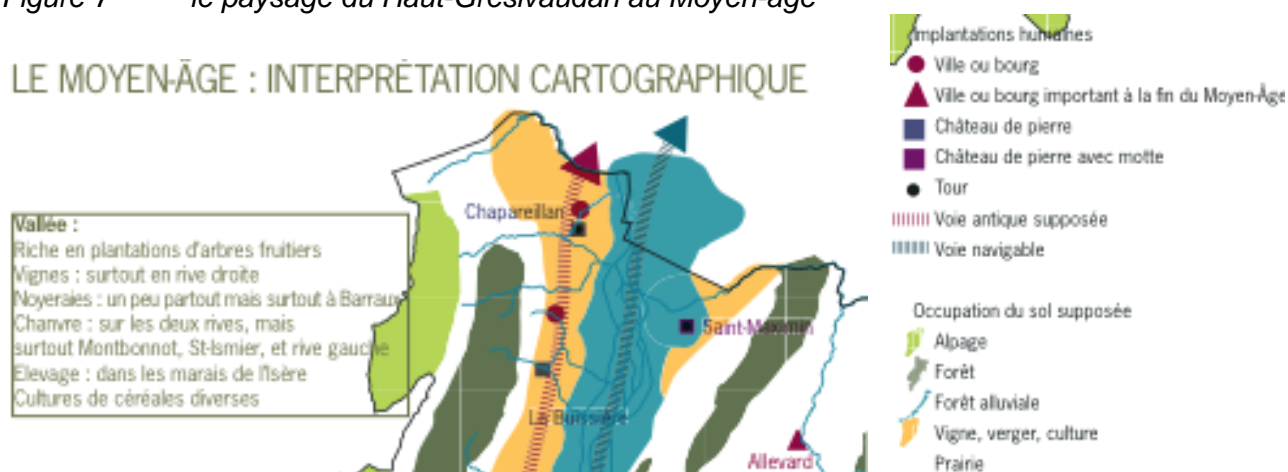 Figure 7 le paysage du Haut-Grésivaudan au Moyen-âge
LE MOYEN-ÂGE : INTERPRÉTATION CARTOGRAPHIQUE
Vallée :
Riche en plantations d'arbres fruitiers
Vignes : surtout en rive droite
Noyeraies : un peu partout mais surtout à Barraux
Chanvre : sur les deux rives, mais
surtout Montbonnot, St-Ismier, et rive gauche
Elevage : dans les marais de l'Isère
Cultures de céréales diverses
Chapareillan
Saint-Maximin
La Buissière
Allevard
Implantations humaines
Ville ou bourg
Ville ou bourg important à la fin du Moyen-Âge
Château de pierre
Château de pierre avec motte
Tour
Voie antique supposée
Voie navigable
Occupation du sol supposée
Alpage
Forêt
Forêt alluviale
Vigne, verger, culture
Prairie